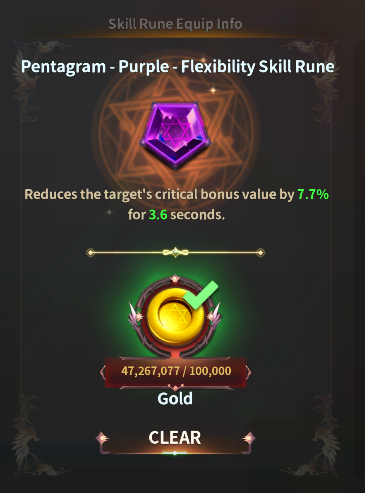 Skill Rune Equip Info
Pentagram - Purple - Flexibility Skill Rune
Reduces the target's critical bonus value by 7.7%
for 3.6 seconds.
47,267,077 / 100,000
Gold
CLEAR